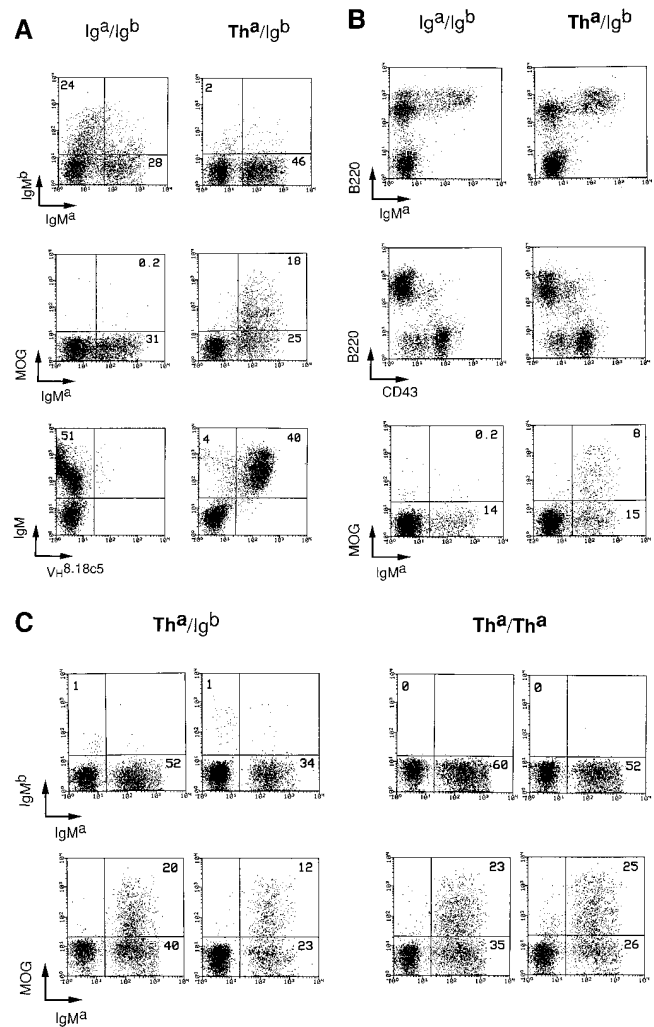 A
Igᵃ/Igᵇ
Thᵃ/Igᵇ
24
28
2
46
IgMᵇ
IgMᵃ
0.2
31
18
25
MOG
IgMᵃ
51
4
40
IgM
VH8.18c5
B
Igᵃ/Igᵇ
Thᵃ/Igᵇ
B220
IgMᵃ
B220
CD43
0.2
14
8
15
MOG
IgMᵃ
C
Thᵃ/Igᵇ
Thᵃ/Thᵃ
1
52
1
34
0
60
0
52
IgMᵇ
IgMᵃ
20
40
12
23
23
35
25
26
MOG
IgMᵃ